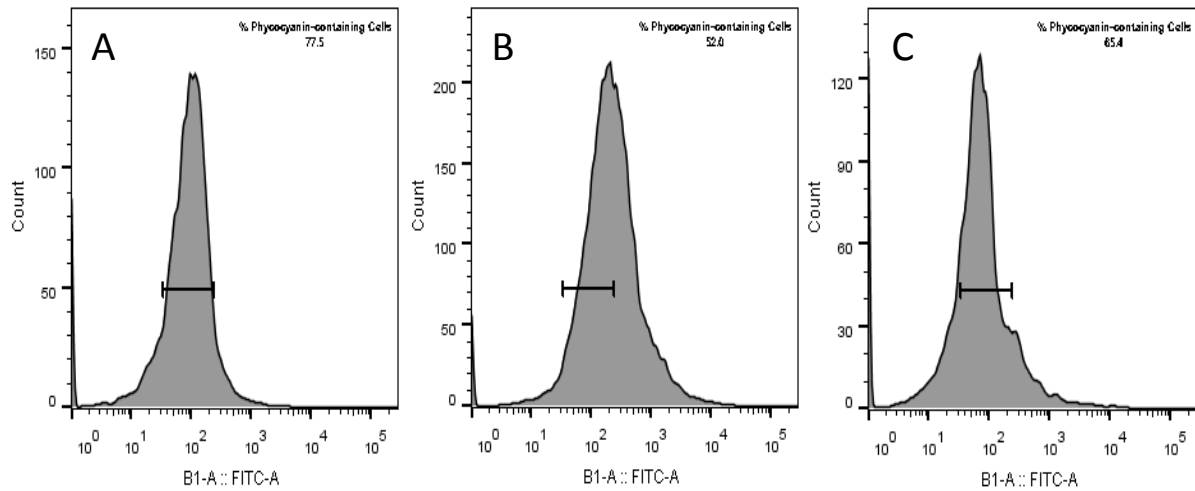 A
% Phycocyanin-containing Cells
77.5
150
100
50
0
Count
10^0 10^1 10^2 10^3 10^4 10^5
B1-A :: FITC-A
B
% Phycocyanin-containing Cells
52.0
200
150
100
50
0
Count
10^0 10^1 10^2 10^3 10^4 10^5
B1-A :: FITC-A
C
% Phycocyanin-containing Cells
65.4
120
90
60
30
0
Count
10^0 10^1 10^2 10^3 10^4 10^5
B1-A :: FITC-A